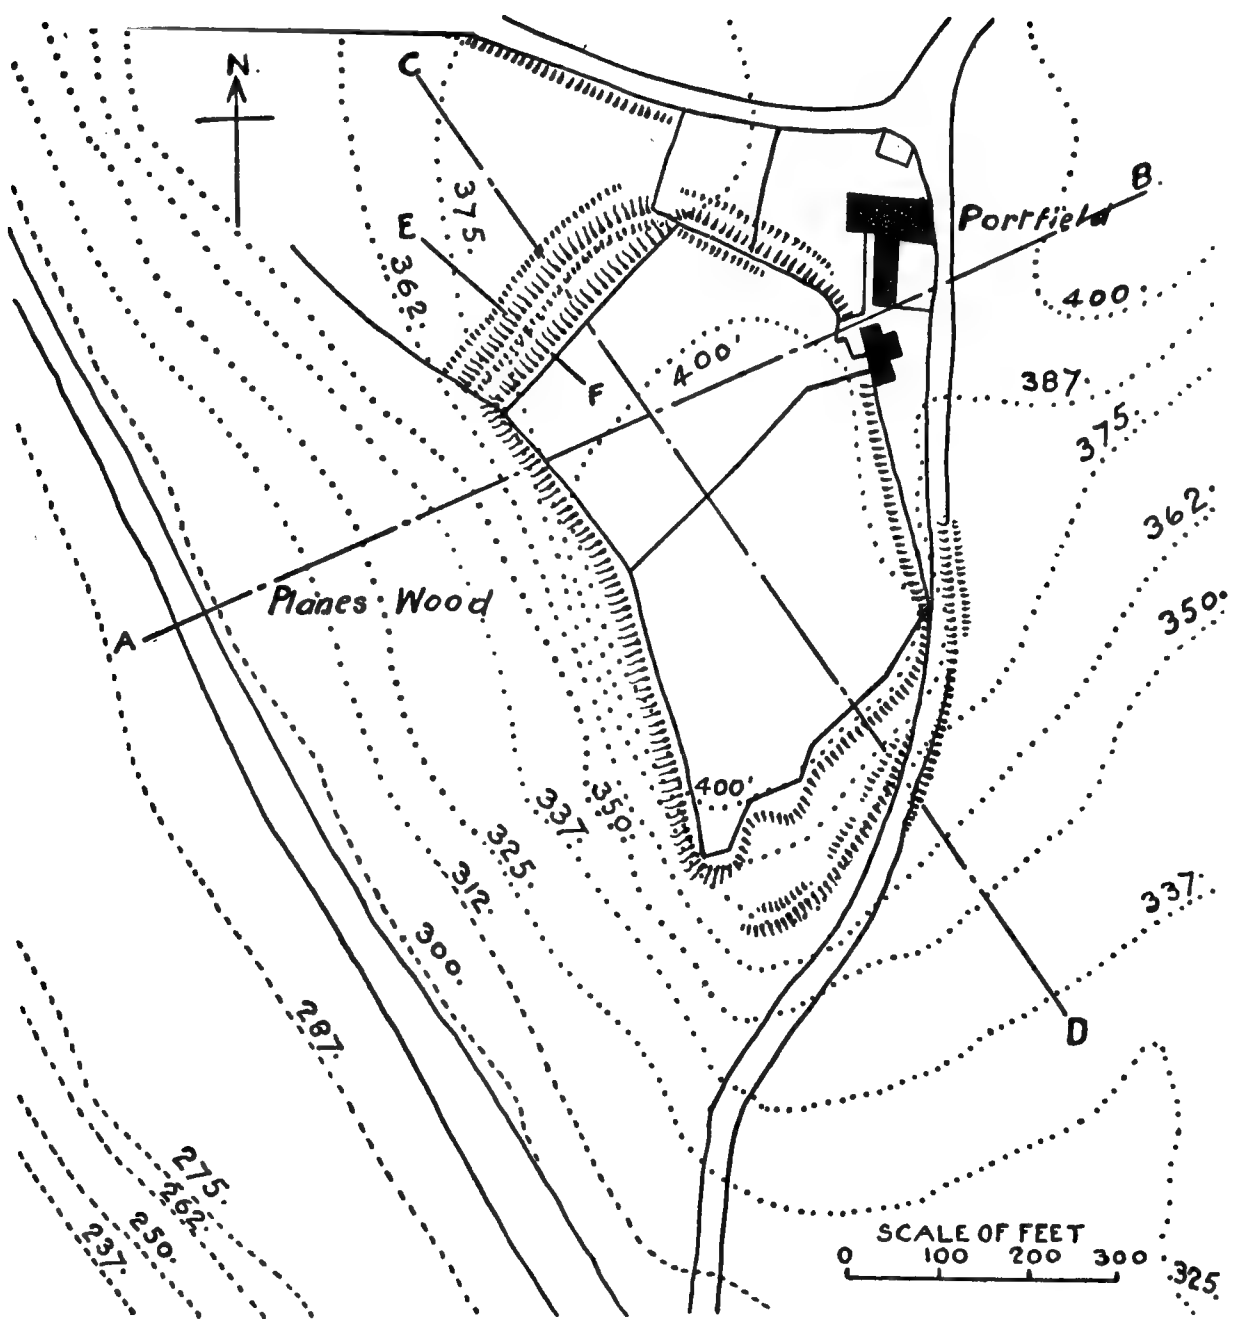 N
C
B
375.
E
Portfield
362.
400'
400
F
387.
375.
362.
Planes Wood
A
350.
400'
350.
337.
325.
312.
300.
337.
287.
D
275.
262.
250.
237.
SCALE OF FEET
0 100 200 300
325.